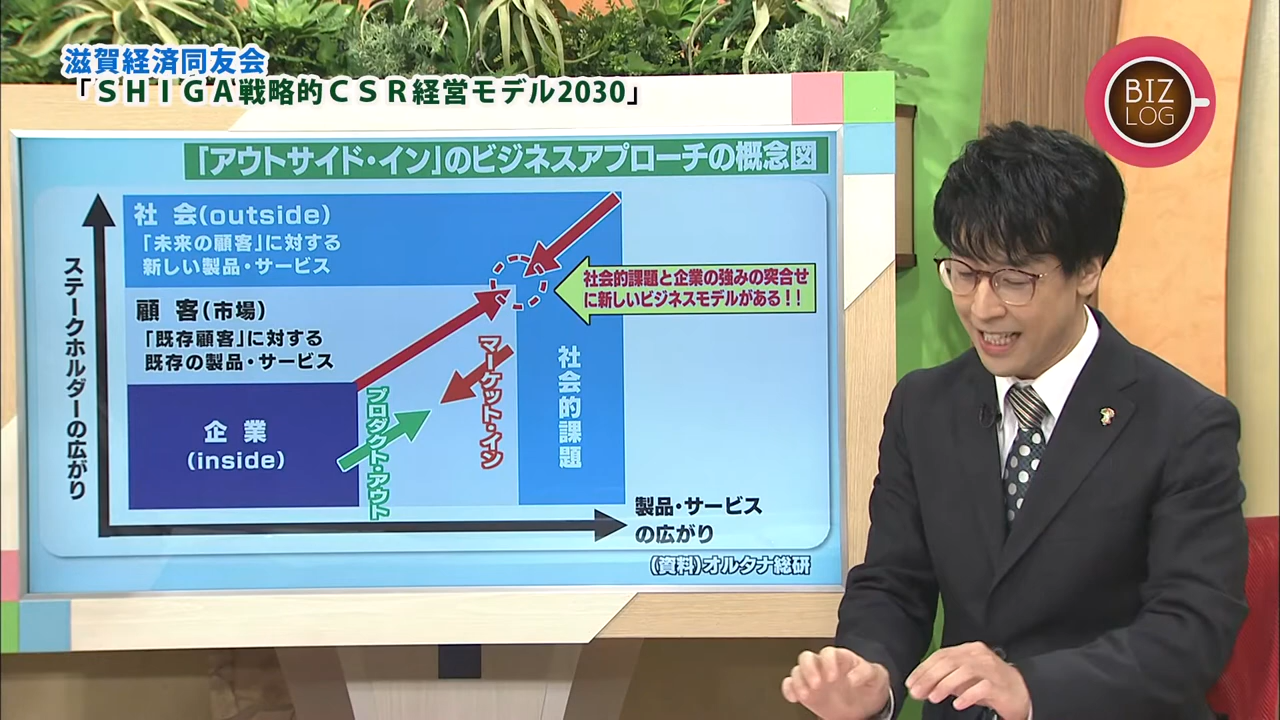 滋賀経済同友会
「ＳＨＩＧＡ戦略的ＣＳＲ経営モデル2030」
BIZ
LOG
「アウトサイド・イン」のビジネスアプローチの概念図
社 会(outside)
「未来の顧客」に対する
新しい製品・サービス
社会的課題と企業の強みの突合せ
に新しいビジネスモデルがある！！
顧 客(市場)
「既存顧客」に対する
既存の製品・サービス
ステークホルダーの広がり
企 業
(inside)
プロダクト・アウト
マーケット・イン
社会的課題
製品・サービス
の広がり
(資料)オルタナ総研